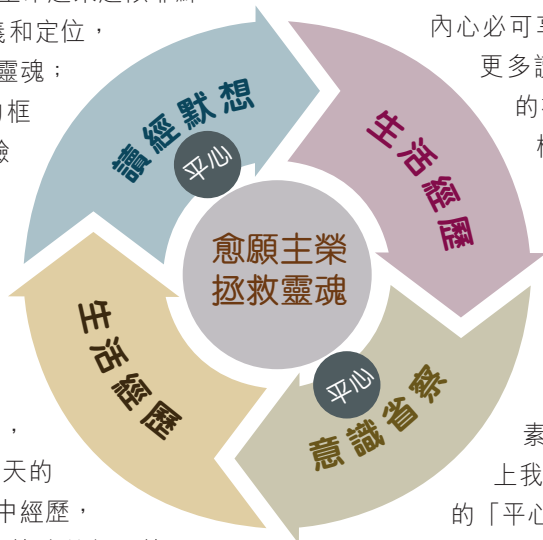 義和定位，
靈魂；
框
內心必可享
更多
的
讀經默想
平心
生活經歷
愈願主榮
拯救靈魂
生活經歷
平心
意識省察
，
天的
中經歷，
素
上我
的「平心